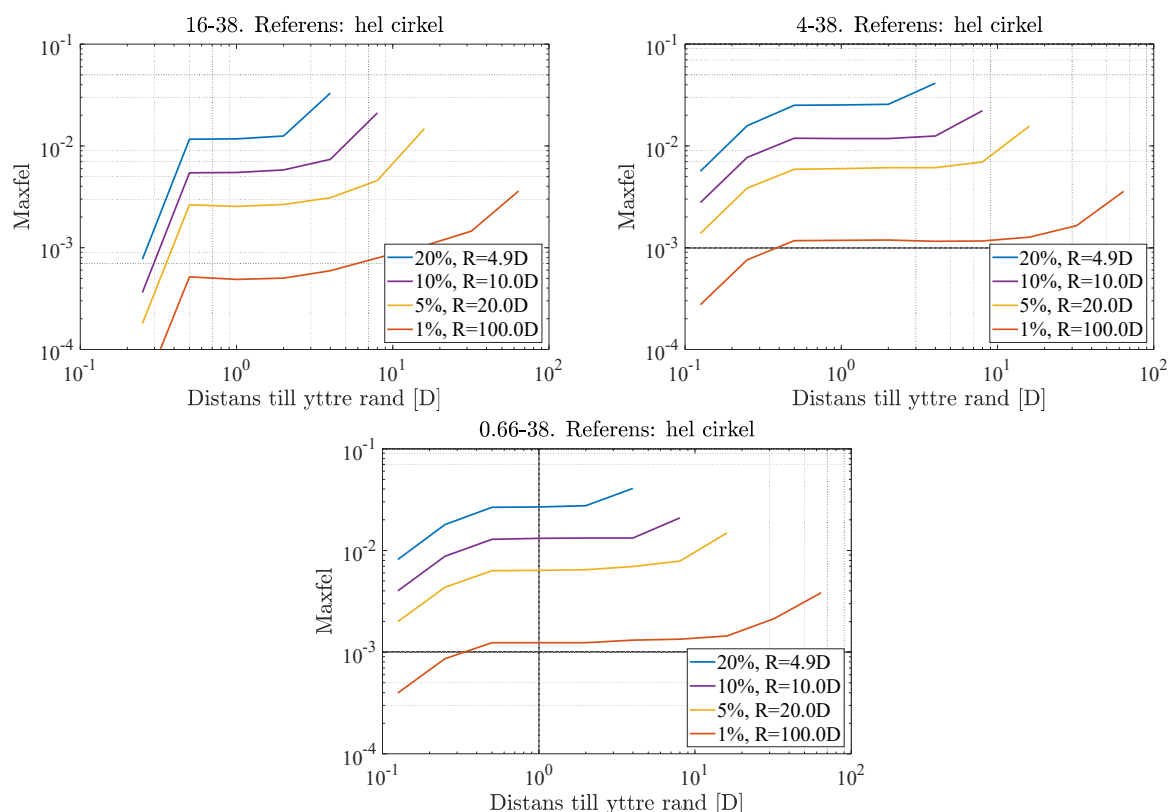 16-38. Referens: hel cirkel
10^-1
10^-2
10^-3
10^-4
Maxfel
20%, R=4.9D
10%, R=10.0D
5%, R=20.0D
1%, R=100.0D
10^-1 10^0 10^1 10^2
Distans till yttre rand [D]
4-38. Referens: hel cirkel
10^-1
10^-2
10^-3
10^-4
Maxfel
20%, R=4.9D
10%, R=10.0D
5%, R=20.0D
1%, R=100.0D
10^-1 10^0 10^1 10^2
Distans till yttre rand [D]
0.66-38. Referens: hel cirkel
10^-1
10^-2
10^-3
10^-4
Maxfel
20%, R=4.9D
10%, R=10.0D
5%, R=20.0D
1%, R=100.0D
10^-1 10^0 10^1 10^2
Distans till yttre rand [D]